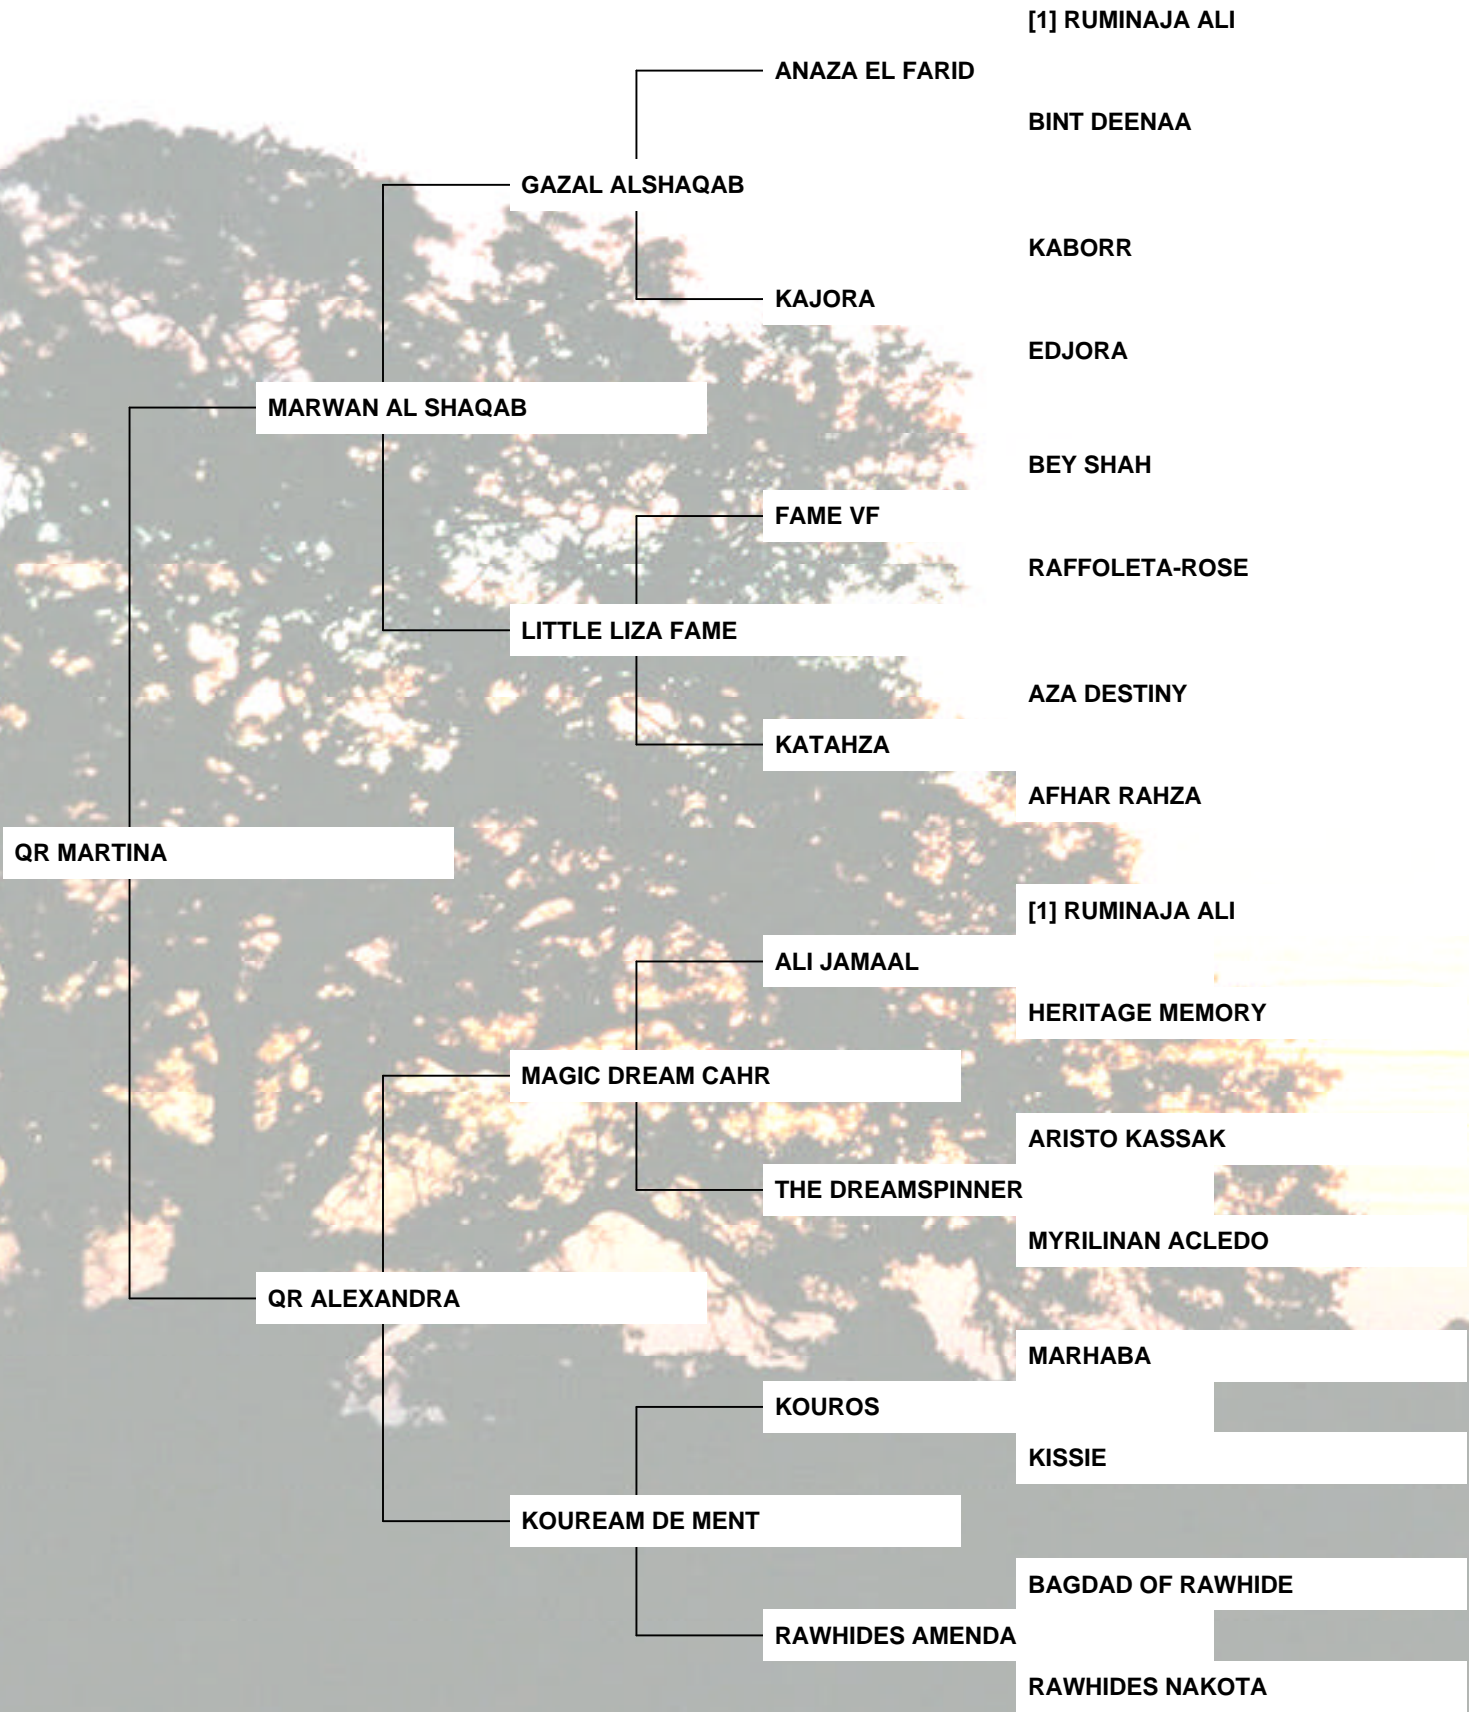 [1] RUMINAJA ALI
ANAZA EL FARID
BINT DEENAA
GAZAL ALSHAQAB
KABORR
KAJORA
EDJORA
MARWAN AL SHAQAB
BEY SHAH
FAME VF
RAFFOLETA-ROSE
LITTLE LIZA FAME
AZA DESTINY
KATAHZA
AFHAR RAHZA
QR MARTINA
[1] RUMINAJA ALI
ALI JAMAAL
HERITAGE MEMORY
MAGIC DREAM CAHR
ARISTO KASSAK
THE DREAMSPINNER
MYRILINAN ACLEDO
QR ALEXANDRA
MARHABA
KOUROS
KISSIE
KOUREAM DE MENT
BAGDAD OF RAWHIDE
RAWHIDES AMENDA
RAWHIDES NAKOTA